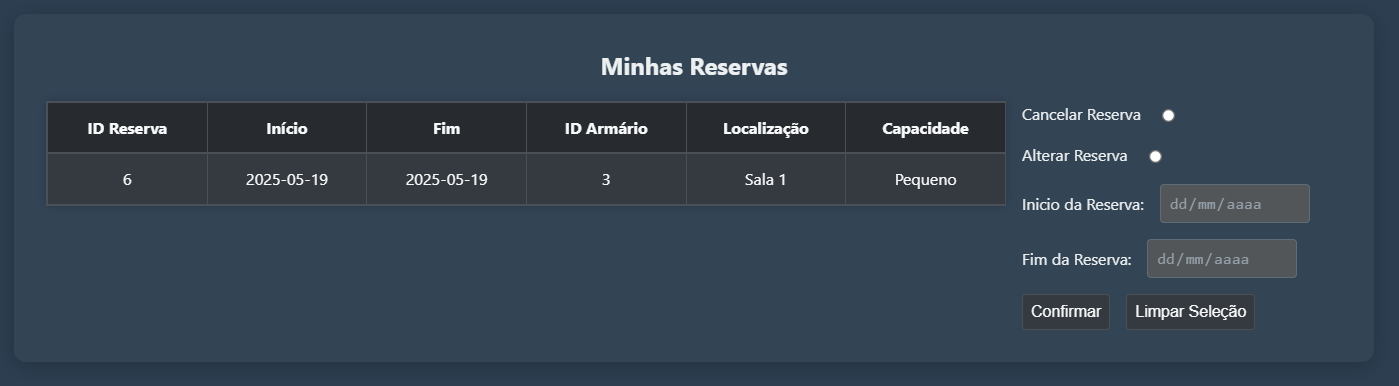 Minhas Reservas
ID Reserva Início Fim ID Armário Localização Capacidade
6 2025-05-19 2025-05-19 3 Sala 1 Pequeno
Cancelar Reserva
Alterar Reserva
Inicio da Reserva: dd/mm/aaaa
Fim da Reserva: dd/mm/aaaa
Confirmar Limpar Seleção